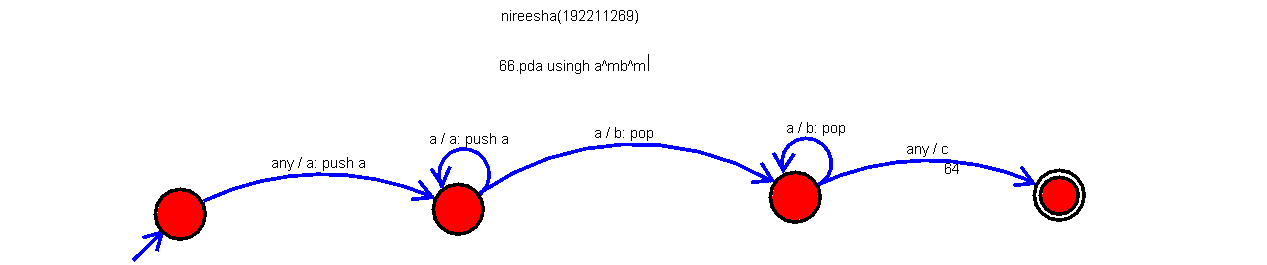 nireesha(192211269)
66.pda usingh a^mb^m
a / a: push a
a / b: pop
a / b: pop
any / a: push a
any / c
64